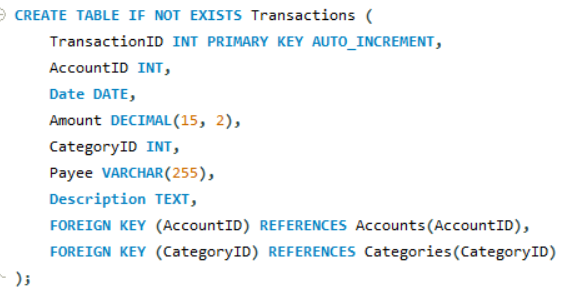 CREATE TABLE IF NOT EXISTS Transactions (
TransactionID INT PRIMARY KEY AUTO_INCREMENT,
AccountID INT,
Date DATE,
Amount DECIMAL(15, 2),
CategoryID INT,
Payee VARCHAR(255),
Description TEXT,
FOREIGN KEY (AccountID) REFERENCES Accounts(AccountID),
FOREIGN KEY (CategoryID) REFERENCES Categories(CategoryID)
);